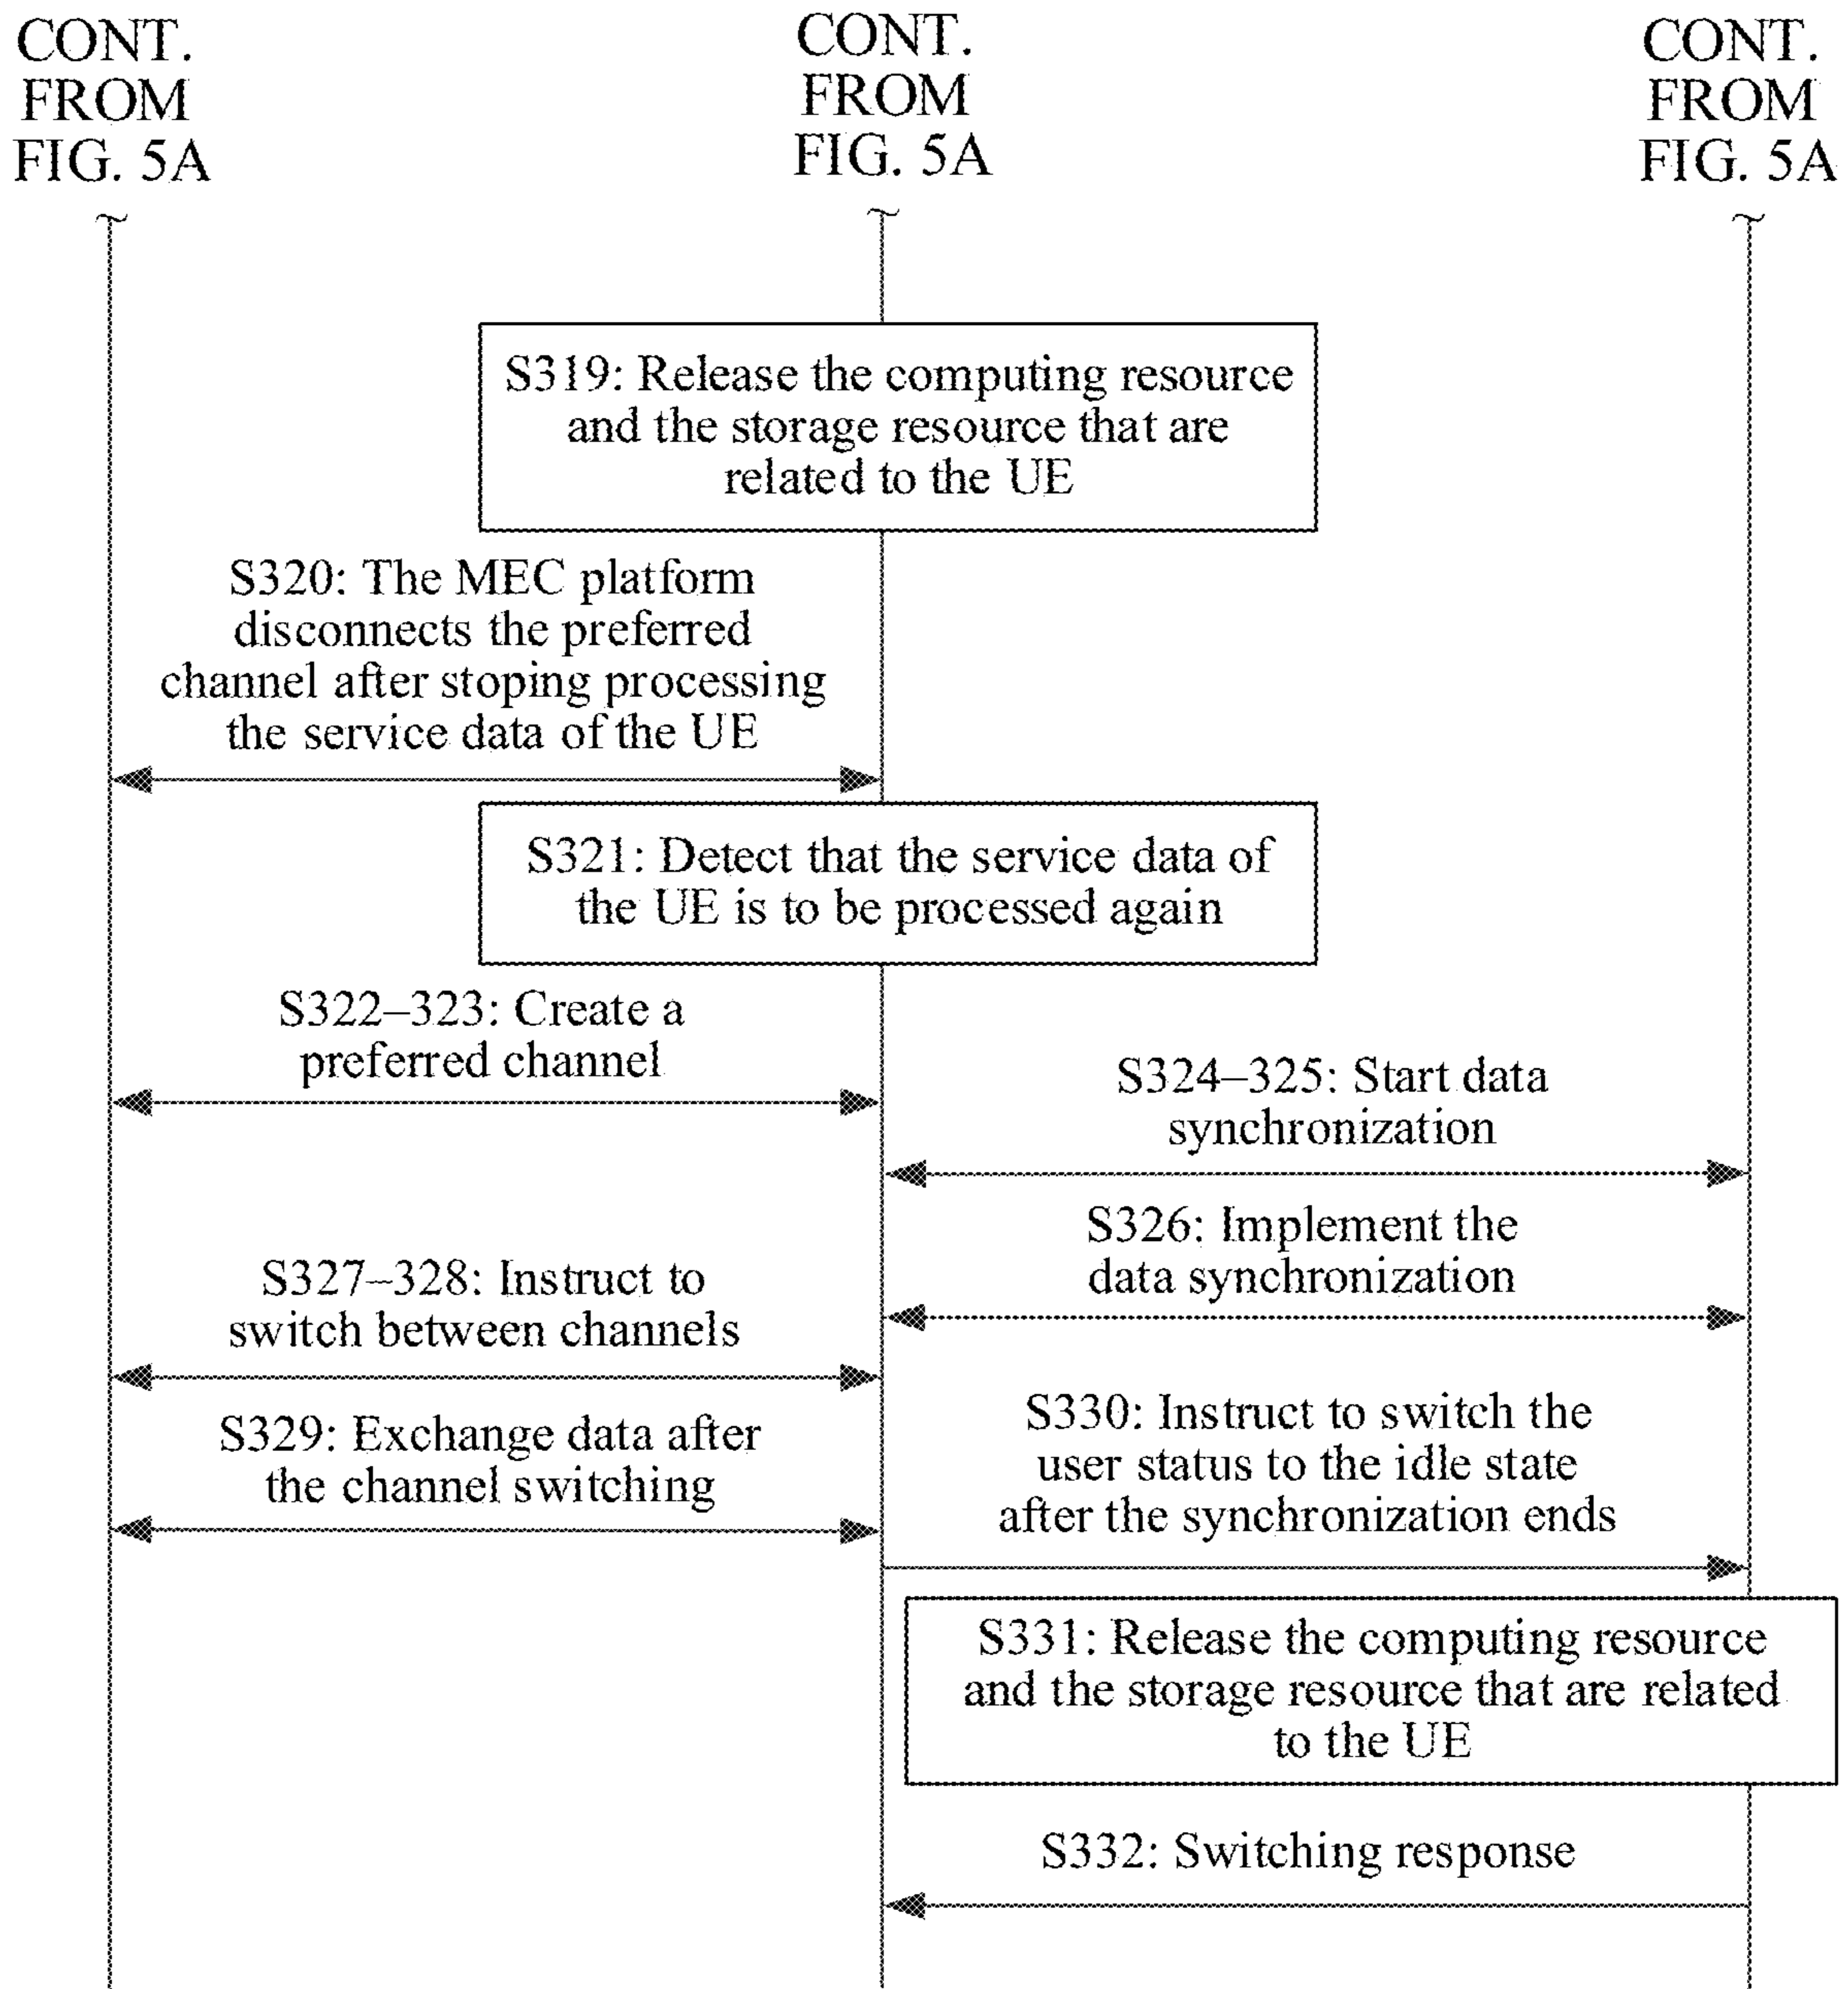 CONT.
FROM
FIG. 5A
CONT.
FROM
FIG. 5A
CONT.
FROM
FIG. 5A
S319: Release the computing resource
and the storage resource that are
related to the UE
S320: The MEC platform
disconnects the preferred
channel after stoping processing
the service data of the UE
S321: Detect that the service data of
the UE is to be processed again
S322–323: Create a
preferred channel
S324–325: Start data
synchronization
S326: Implement the
data synchronization
S327–328: Instruct to
switch between channels
S329: Exchange data after
the channel switching
S330: Instruct to switch the
user status to the idle state
after the synchronization ends
S331: Release the computing resource
and the storage resource that are related
to the UE
S332: Switching response